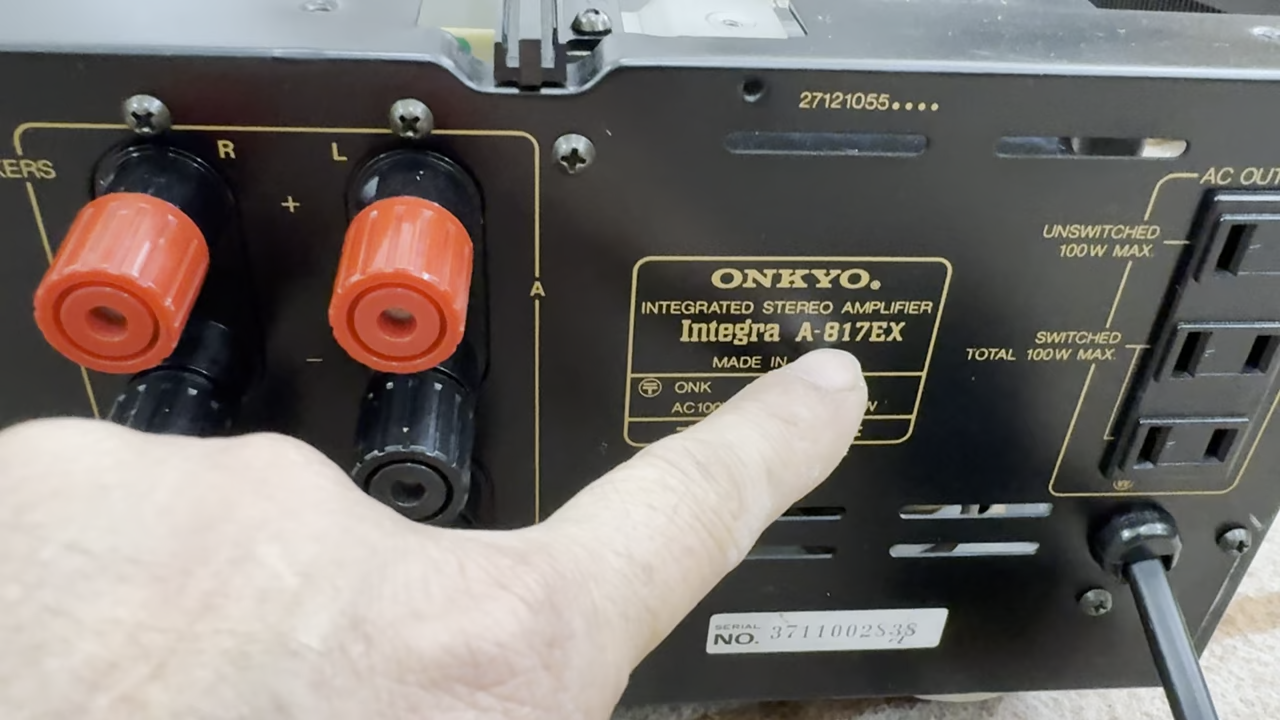 27121055••••
KERS
R
L
+
A
−
ONKYO®
INTEGRATED STEREO AMPLIFIER
Integra A-817EX
MADE IN
ONK
AC100
W
AC OUT
UNSWITCHED
100W MAX.
SWITCHED
TOTAL 100W MAX.
SERIAL
NO. 3711002838